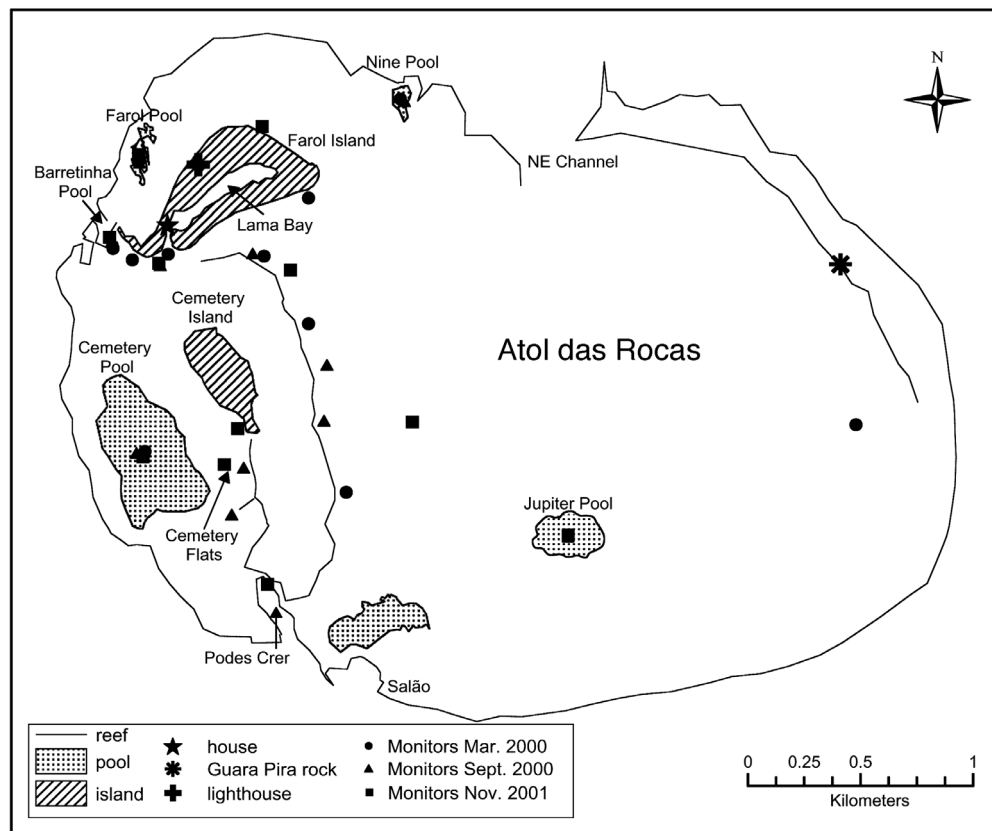 Nine Pool
N
Farol Pool
Farol Island
NE Channel
Barretinha
Pool
Lama Bay
Cemetery
Island
Cemetery
Pool
Atol das Rocas
Jupiter Pool
Cemetery
Flats
Podes Crer
Salão
reef
pool
island
house
Guara Pira rock
lighthouse
Monitors Mar. 2000
Monitors Sept. 2000
Monitors Nov. 2001
0 0.25 0.5 1
Kilometers